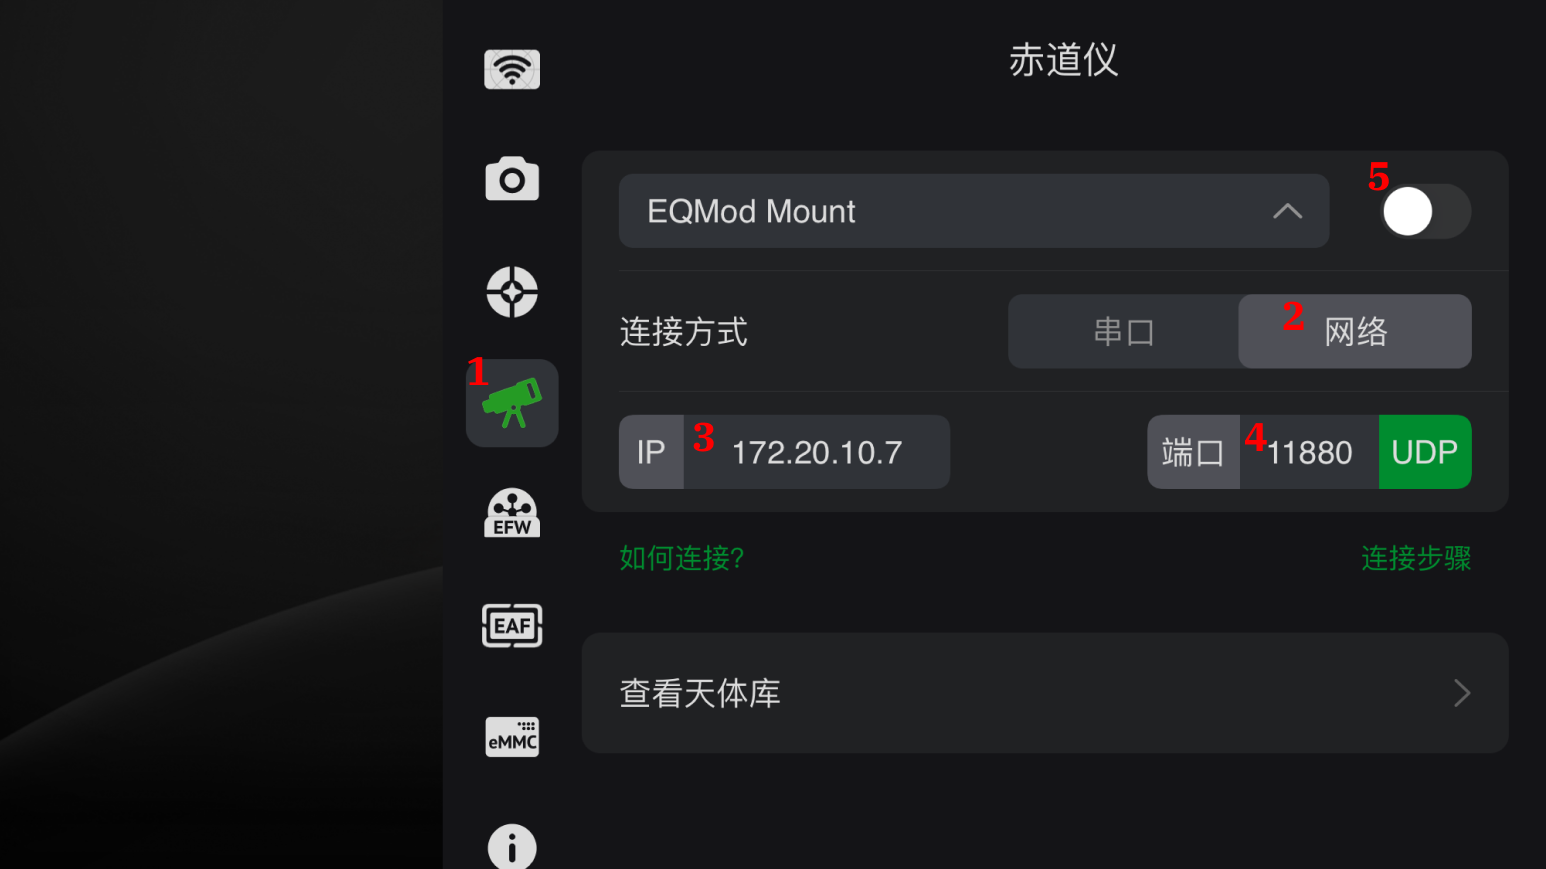 赤道仪
5
EQMod Mount
连接方式
串口
2
网络
1
IP
3
172.20.10.7
端口
4
11880
UDP
EFW
如何连接?
连接步骤
EAF
查看天体库
eMMC